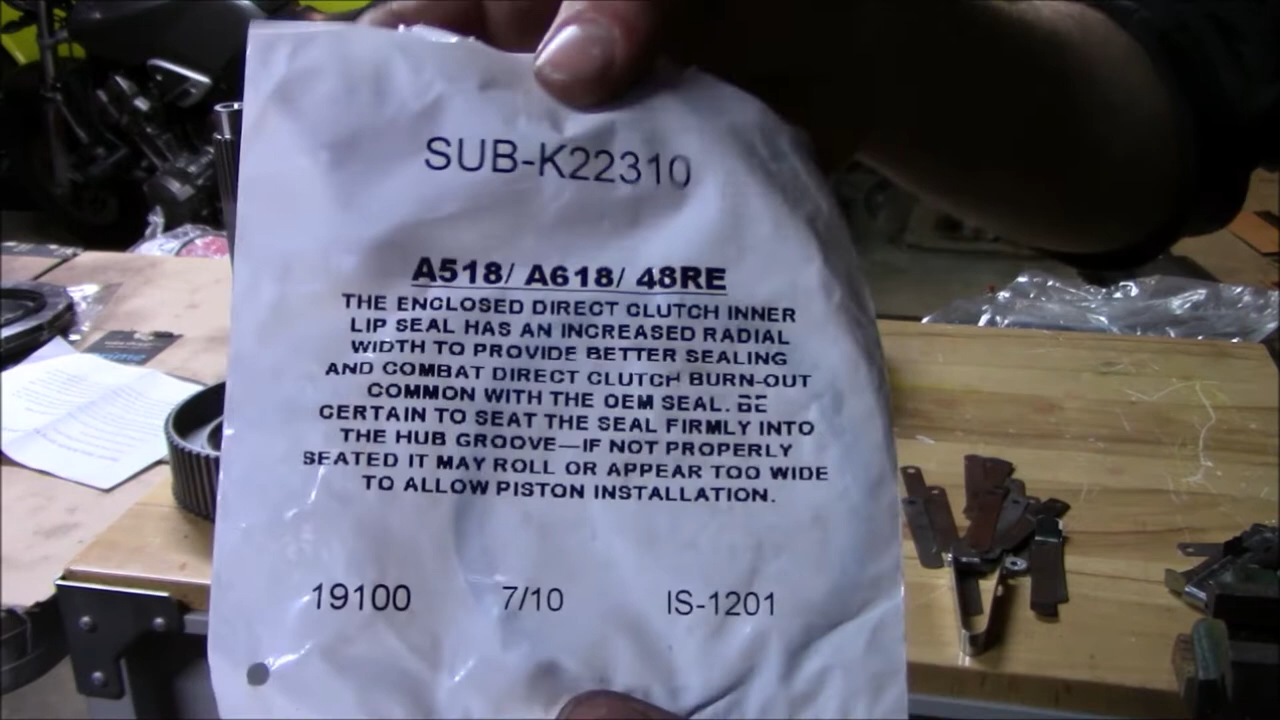 SUB-K22310
A518/ A618/ 48RE
THE ENCLOSED DIRECT CLUTCH INNER
LIP SEAL HAS AN INCREASED RADIAL
WIDTH TO PROVIDE BETTER SEALING
AND COMBAT DIRECT CLUTCH BURN-OUT
COMMON WITH THE OEM SEAL. BE
CERTAIN TO SEAT THE SEAL FIRMLY INTO
THE HUB GROOVE—IF NOT PROPERLY
SEATED IT MAY ROLL OR APPEAR TOO WIDE
TO ALLOW PISTON INSTALLATION.
19100 7/10 IS-1201